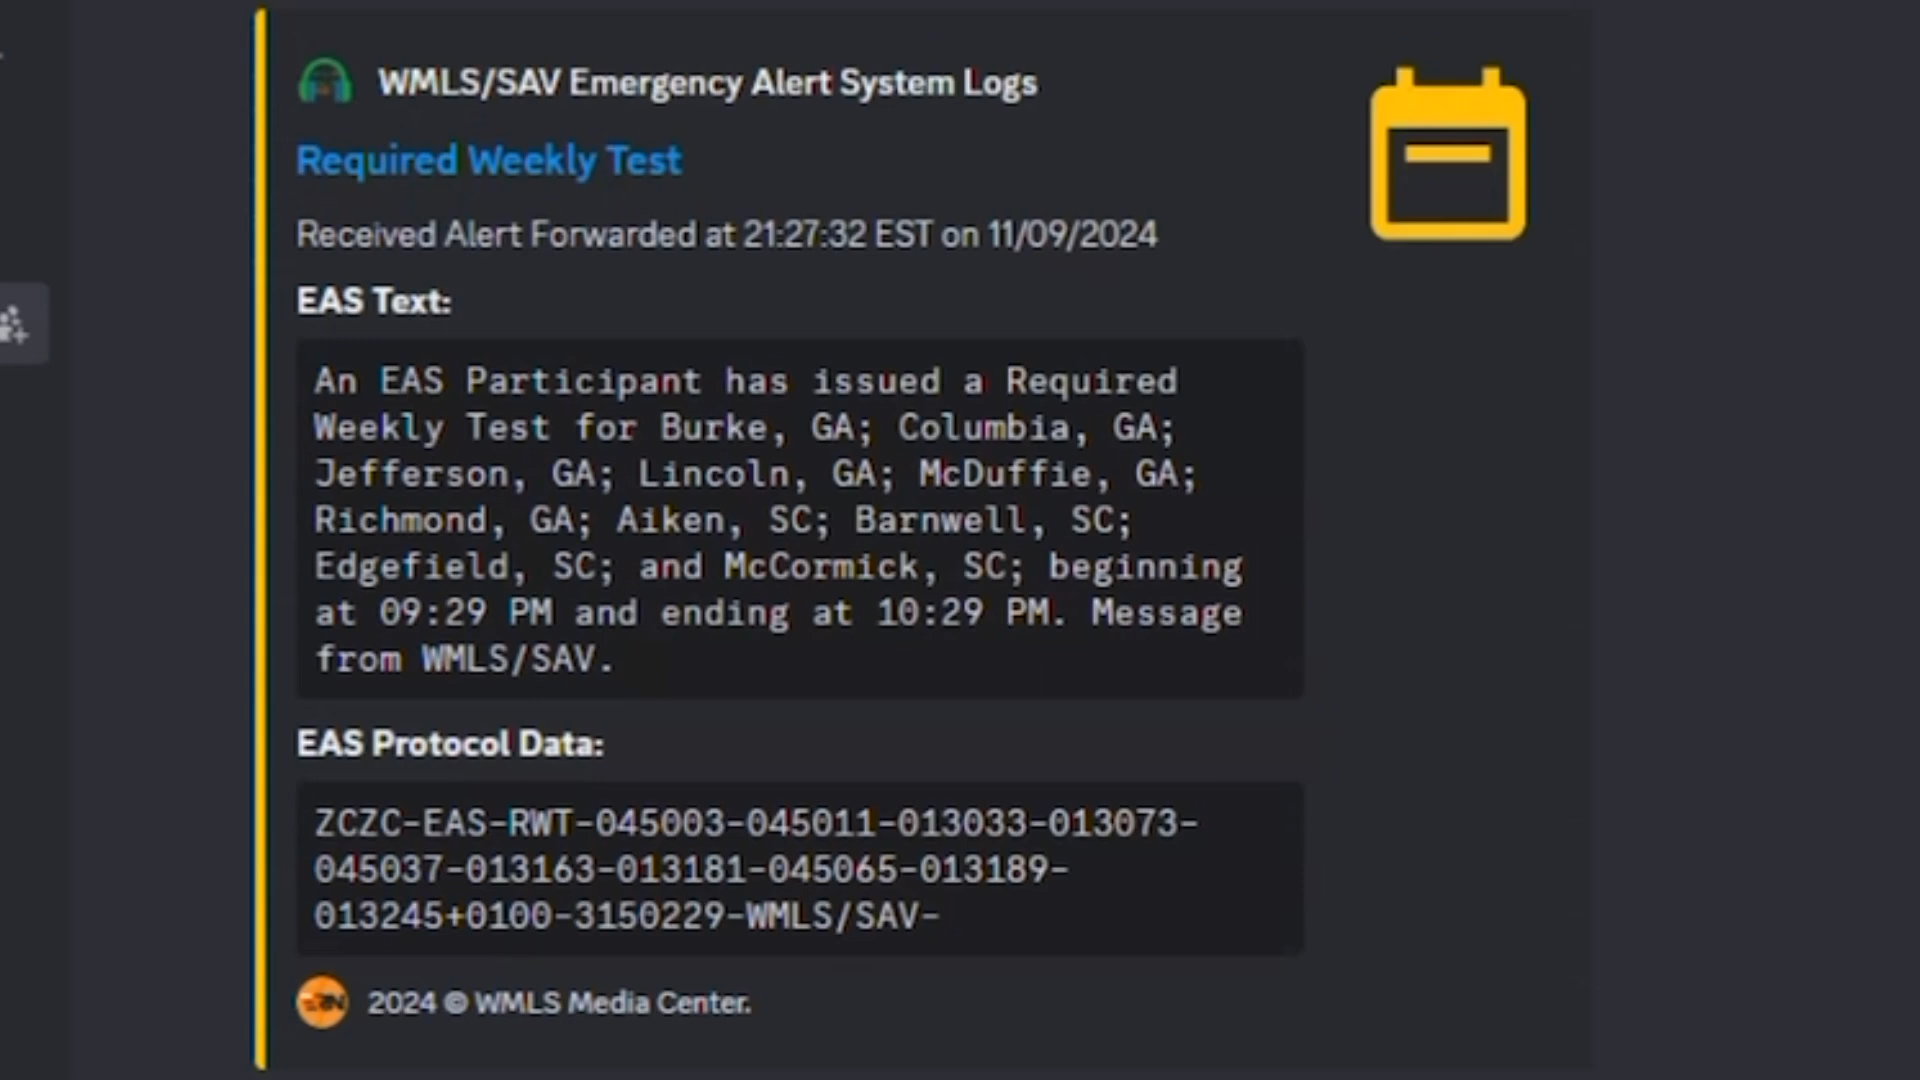 WMLS/SAV Emergency Alert System Logs
Required Weekly Test
Received Alert Forwarded at 21:27:32 EST on 11/09/2024
EAS Text:
An EAS Participant has issued a Required
Weekly Test for Burke, GA; Columbia, GA;
Jefferson, GA; Lincoln, GA; McDuffie, GA;
Richmond, GA; Aiken, SC; Barnwell, SC;
Edgefield, SC; and McCormick, SC; beginning
at 09:29 PM and ending at 10:29 PM. Message
from WMLS/SAV.
EAS Protocol Data:
ZCZC-EAS-RWT-045003-045011-013033-013073-
045037-013163-013181-045065-013189-
013245+0100-3150229-WMLS/SAV-
2024 © WMLS Media Center.